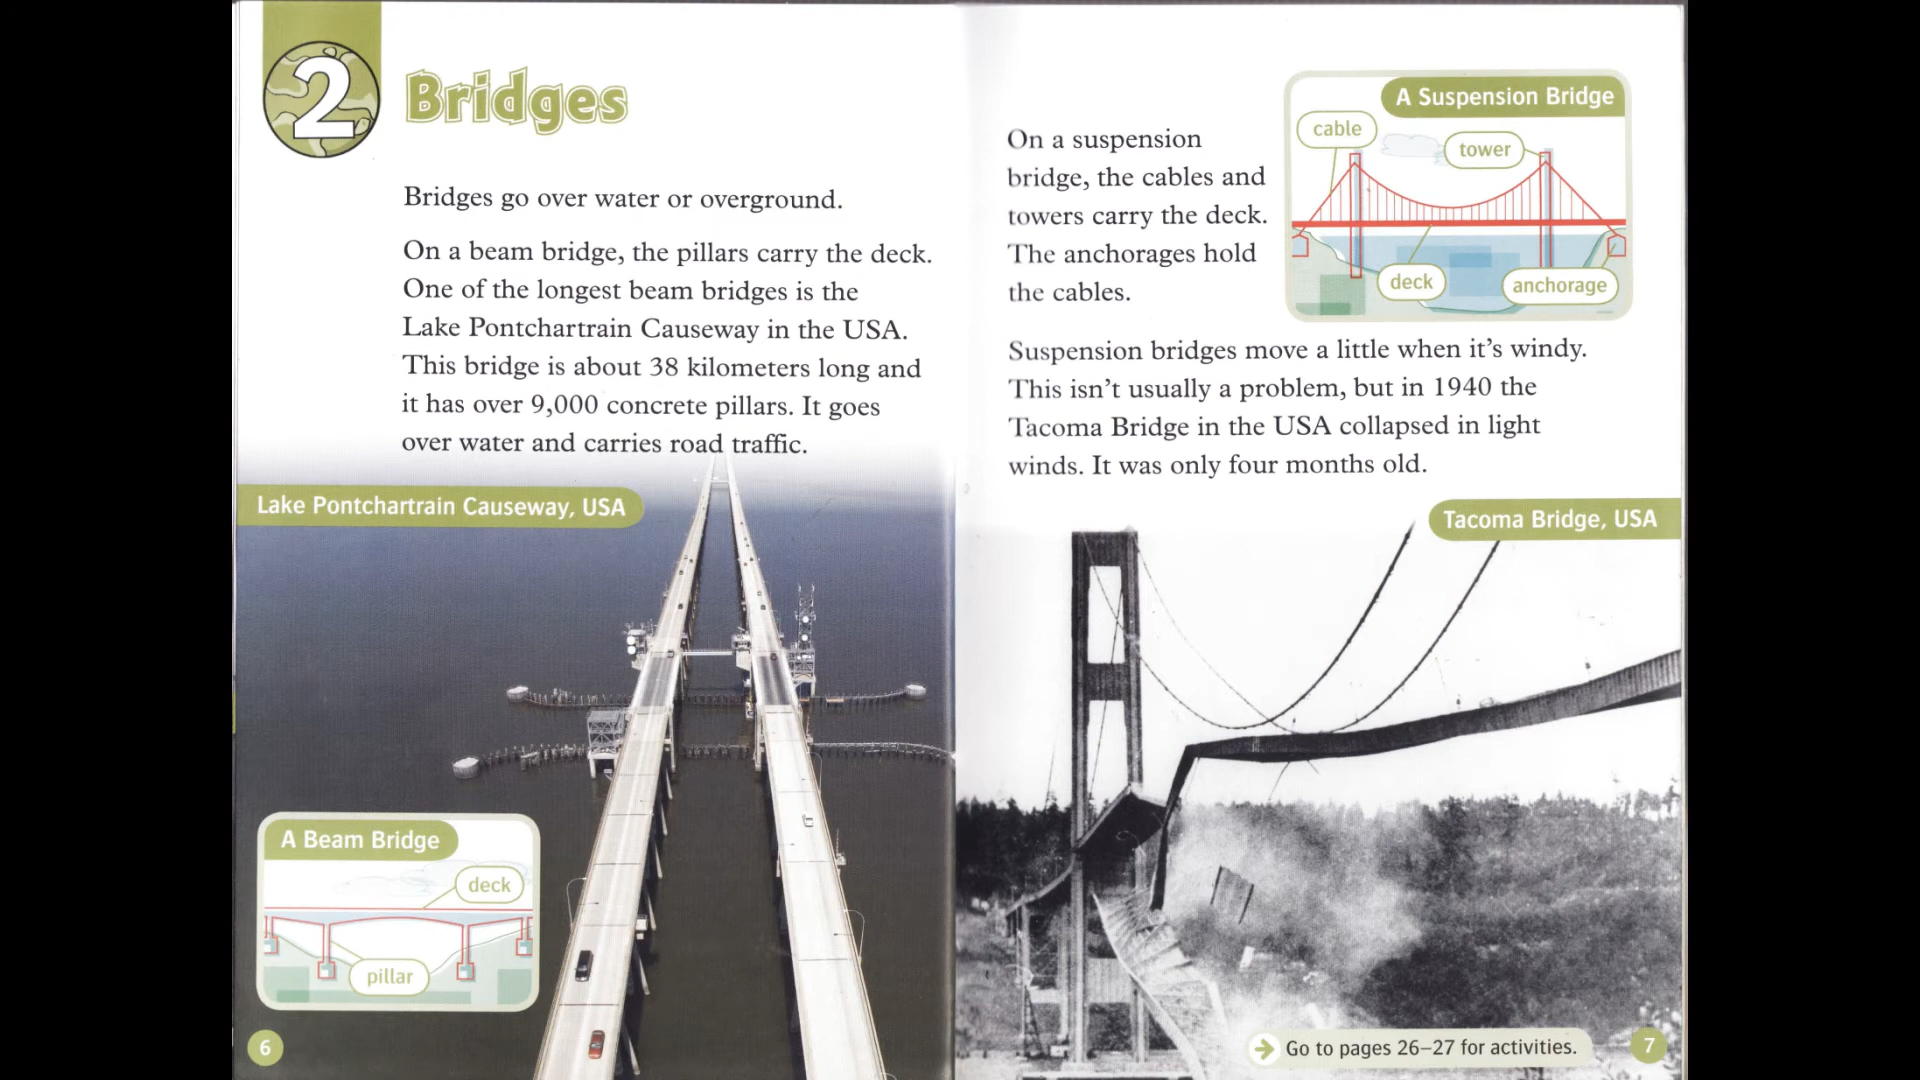 2
Bridges
Bridges go over water or overground.
On a beam bridge, the pillars carry the deck.
One of the longest beam bridges is the
Lake Pontchartrain Causeway in the USA.
This bridge is about 38 kilometers long and
it has over 9,000 concrete pillars. It goes
over water and carries road traffic.
Lake Pontchartrain Causeway, USA
A Beam Bridge
deck
pillar
6
On a suspension
bridge, the cables and
towers carry the deck.
The anchorages hold
the cables.
A Suspension Bridge
cable
tower
deck
anchorage
Suspension bridges move a little when it's windy.
This isn't usually a problem, but in 1940 the
Tacoma Bridge in the USA collapsed in light
winds. It was only four months old.
Tacoma Bridge, USA
Go to pages 26–27 for activities.
7